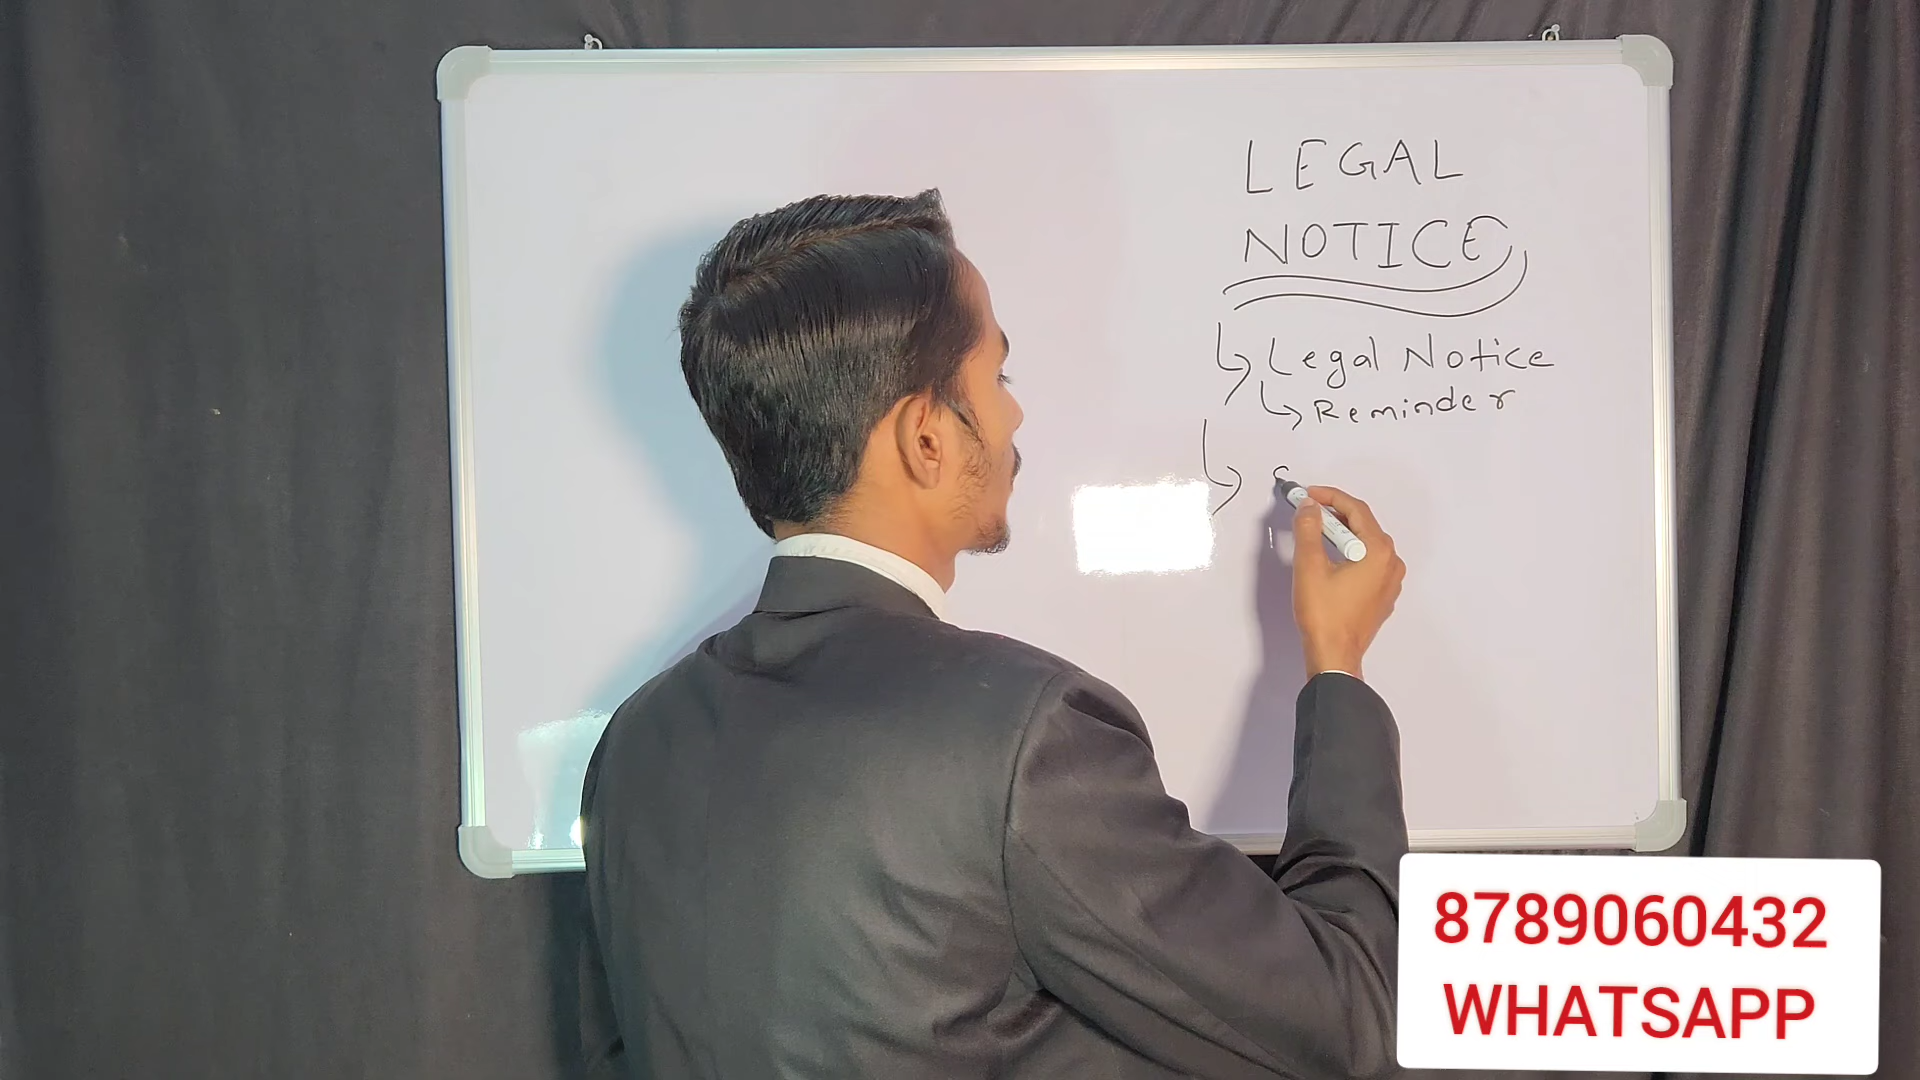 LEGAL
NOTICE
Legal Notice
Reminder
8789060432
WHATSAPP